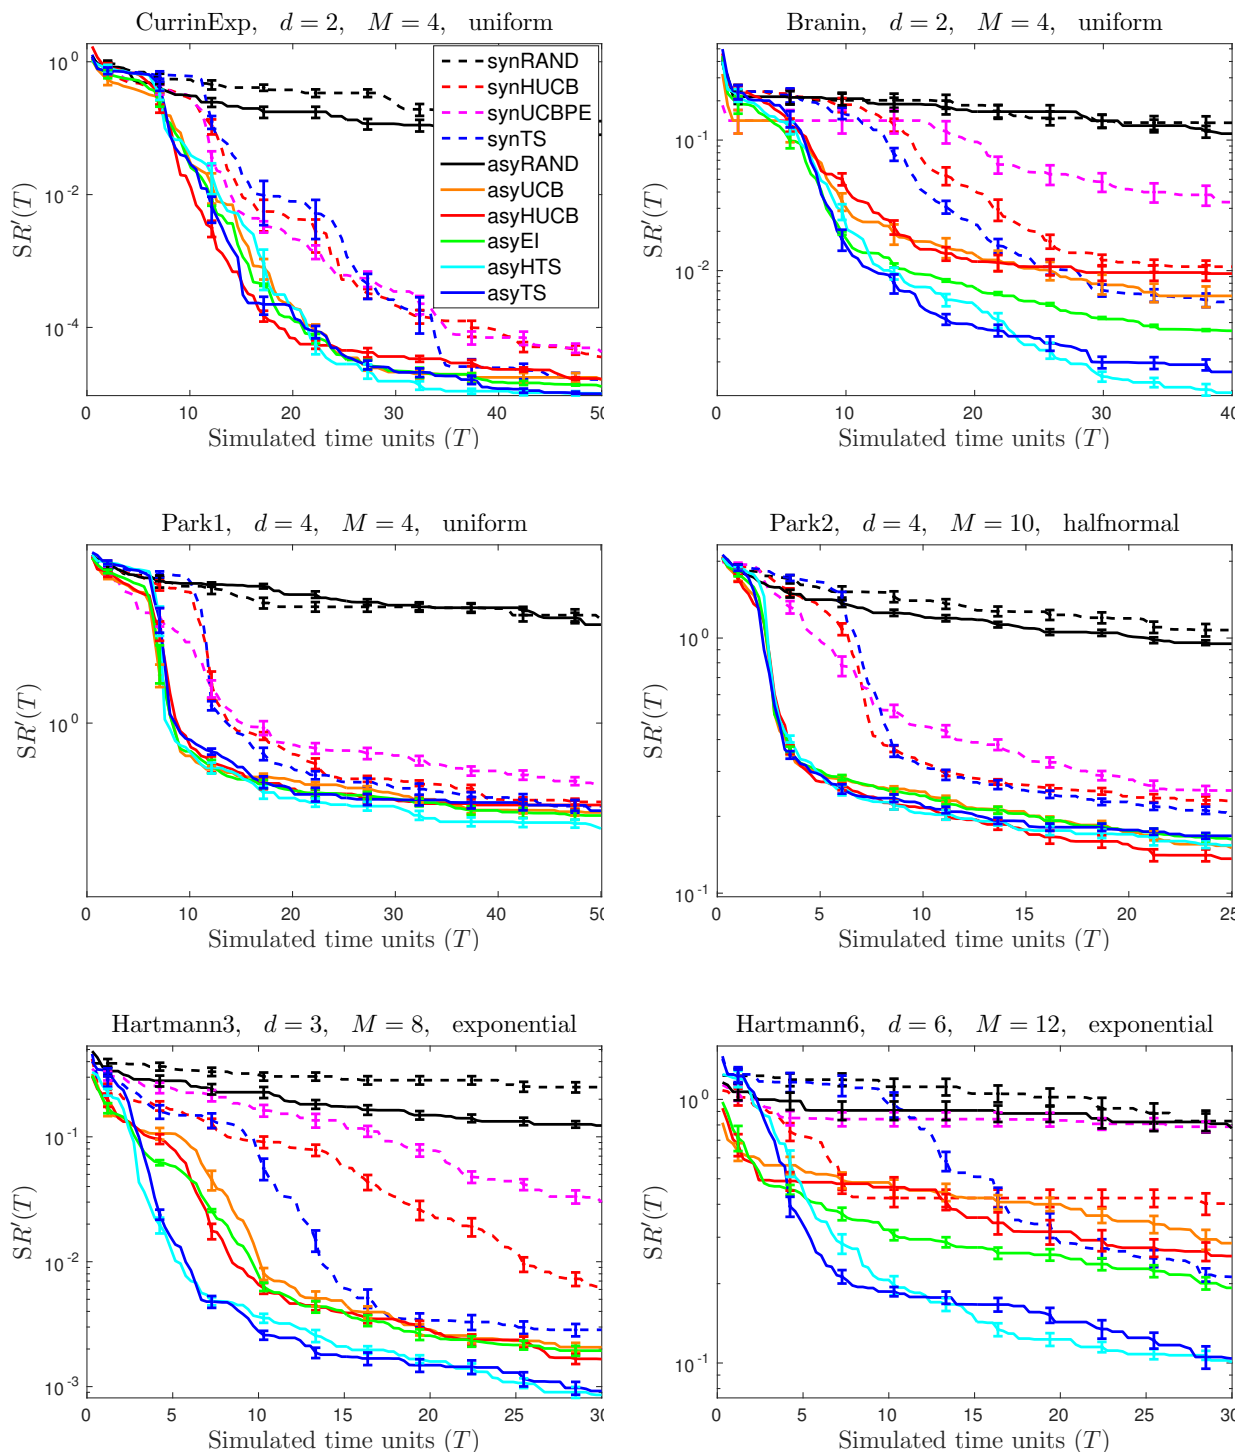 CurrinExp, d = 2, M = 4, uniform
SR′(T)
10^0
10^-2
10^-4
0 10 20 30 40 50
Simulated time units (T)
synRAND
synHUCB
synUCBPE
synTS
asyRAND
asyUCB
asyHUCB
asyEI
asyHTS
asyTS
Branin, d = 2, M = 4, uniform
SR′(T)
10^-1
10^-2
0 10 20 30 40
Simulated time units (T)
Park1, d = 4, M = 4, uniform
SR′(T)
10^0
0 10 20 30 40 50
Simulated time units (T)
Park2, d = 4, M = 10, halfnormal
SR′(T)
10^0
10^-1
0 5 10 15 20 25
Simulated time units (T)
Hartmann3, d = 3, M = 8, exponential
SR′(T)
10^-1
10^-2
10^-3
0 5 10 15 20 25 30
Simulated time units (T)
Hartmann6, d = 6, M = 12, exponential
SR′(T)
10^0
10^-1
0 5 10 15 20 25 30
Simulated time units (T)